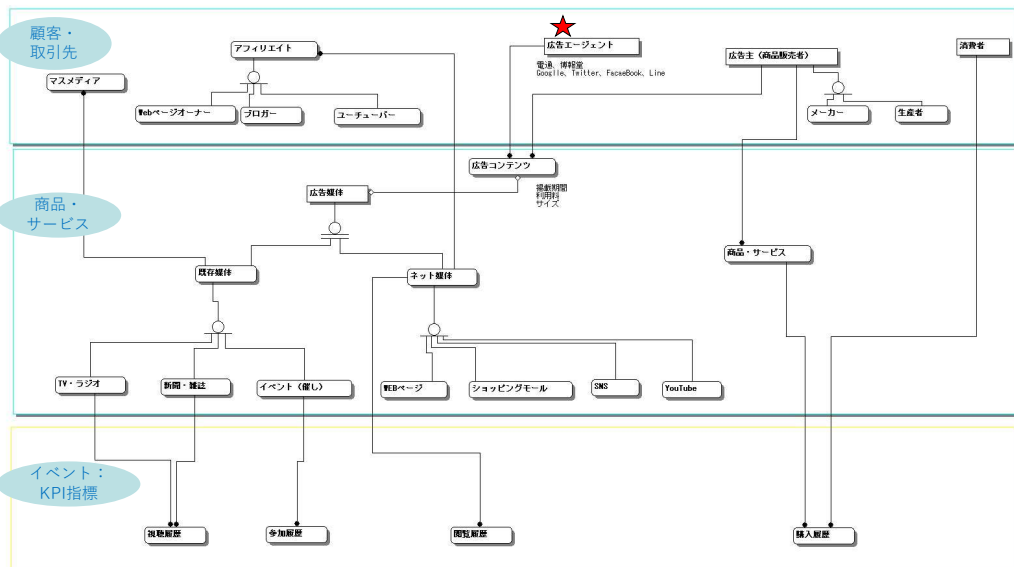 顧客・
取引先
アフィリエイト
広告エージェント
電通、博報堂
Googlle、Twitter、FacaeBook、Line
広告主（商品販売者）
消費者
マスメディア
Webページオーナー
ブロガー
ユーチューバー
メーカー
生産者
広告コンテンツ
掲載期間
利用料
サイズ
広告媒体
商品・
サービス
既存媒体
ネット媒体
商品・サービス
TV・ラジオ
新聞・雑誌
イベント（催し）
WEBページ
ショッピングモール
SNS
YouTube
イベント：
KPI指標
視聴履歴
参加履歴
閲覧履歴
購入履歴